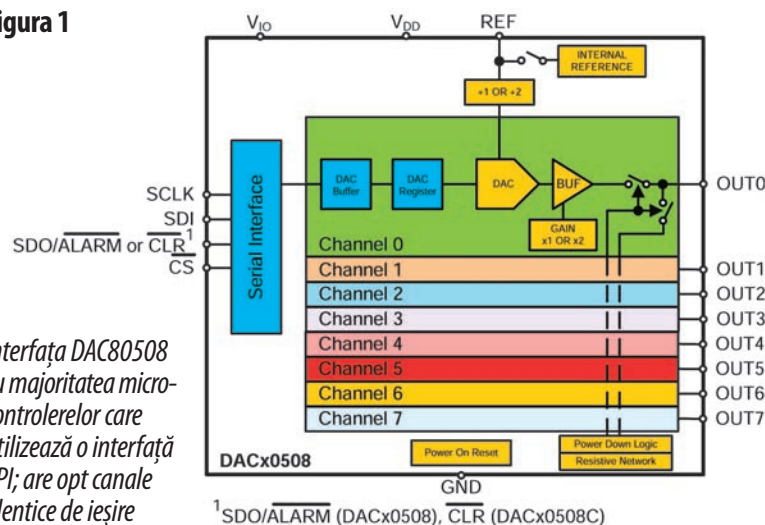 igura 1
V_IO V_DD REF
INTERNAL REFERENCE
÷1 OR ÷2
Serial Interface
DAC Buffer
DAC Register
DAC
BUF
GAIN x1 OR x2
SCLK
SDI
SDO/ALARM or CLR¹
CS
Channel 0
Channel 1
Channel 2
Channel 3
Channel 4
Channel 5
Channel 6
Channel 7
OUT0
OUT1
OUT2
OUT3
OUT4
OUT5
OUT6
OUT7
DACx0508
Power On Reset
Power Down Logic
Resistive Network
GND
¹SDO/ALARM (DACx0508), CLR (DACx0508C)
nterfața DAC80508
u majoritatea micro-
ontrolerelor care
tilizează o interfață
PI; are opt canale
lentice de ieșire